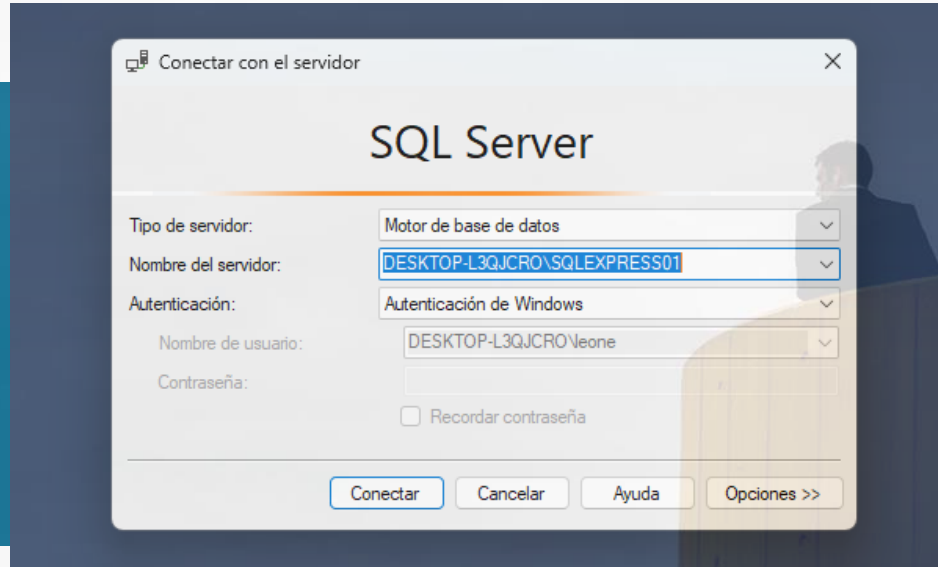 Conectar con el servidor
SQL Server
Tipo de servidor: Motor de base de datos
Nombre del servidor: DESKTOP-L3QJCRO\SQLEXPRESS01
Autenticación: Autenticación de Windows
Nombre de usuario: DESKTOP-L3QJCRO\leone
Contraseña:
Recordar contraseña
Conectar Cancelar Ayuda Opciones >>